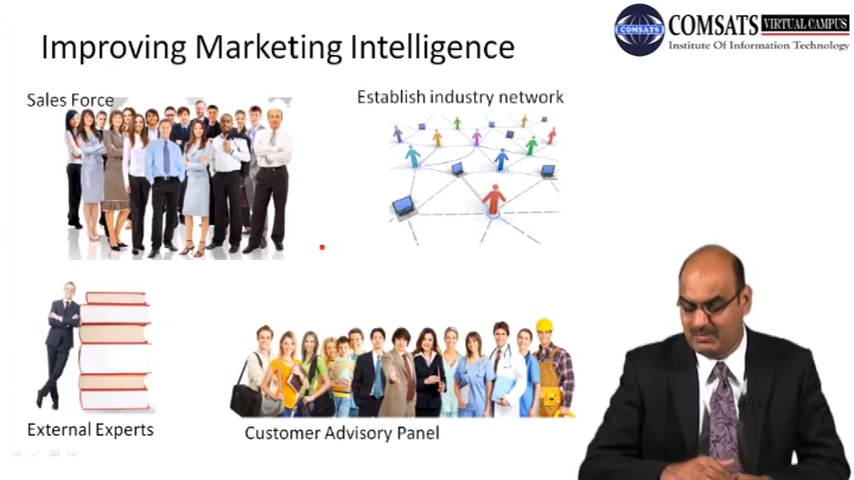 Improving Marketing Intelligence
COMSATS
COMSATS VIRTUAL CAMPUS
Institute Of Information Technology
Sales Force
Establish industry network
External Experts
Customer Advisory Panel